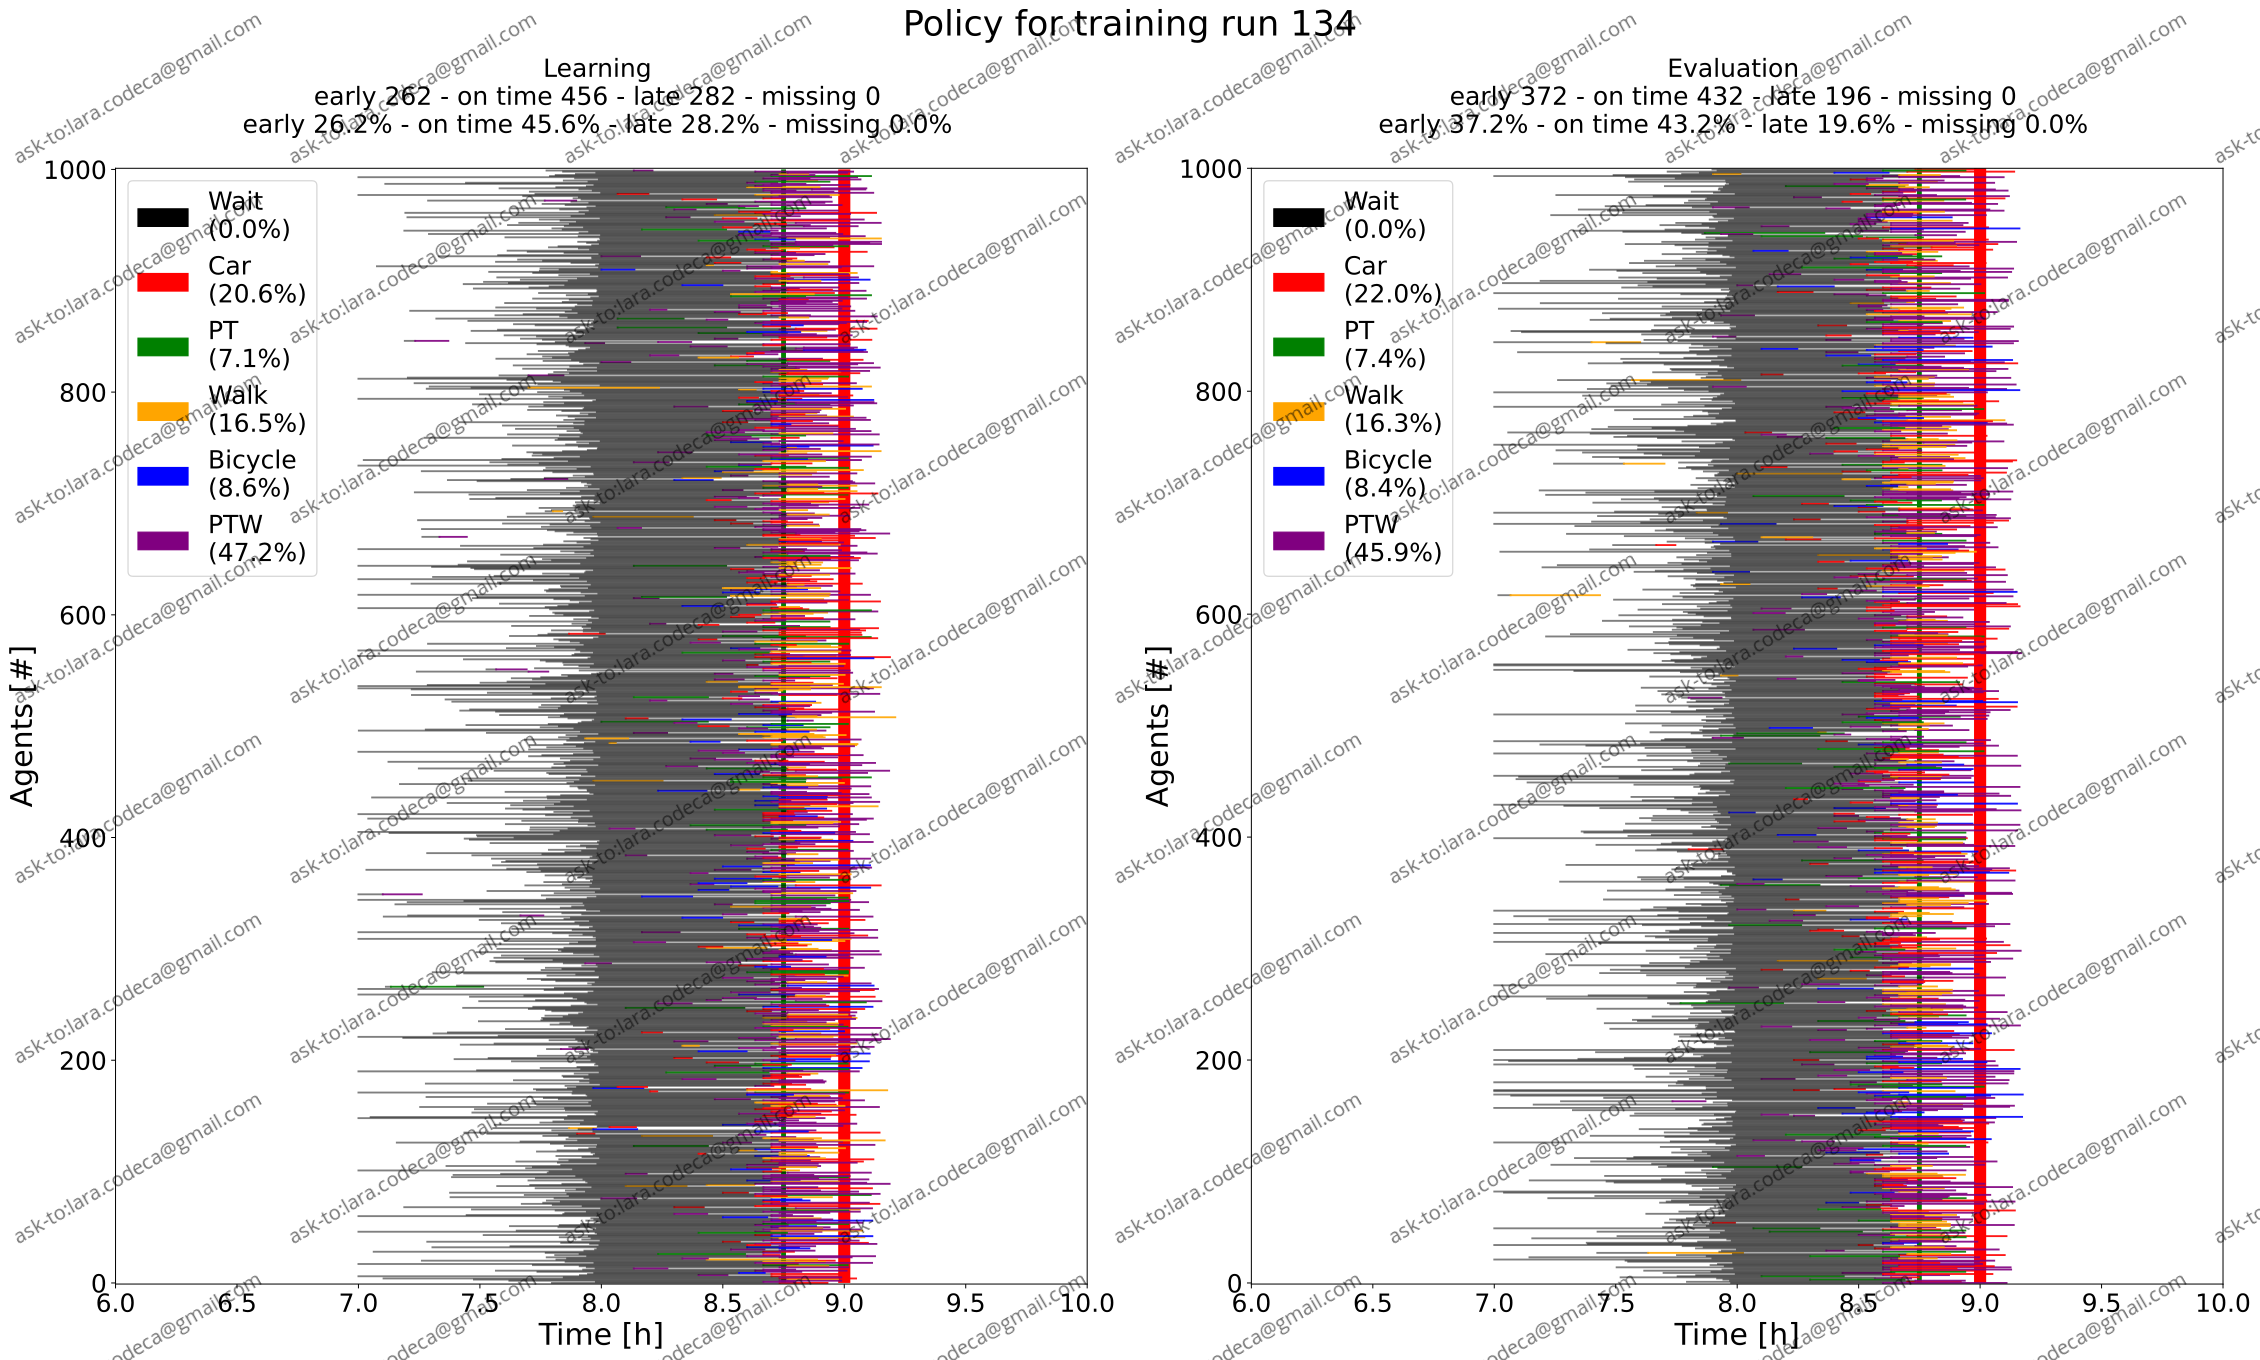 Policy for training run 134
Learning
early 262 - on time 456 - late 282 - missing 0
early 26.2% - on time 45.6% - late 28.2% - missing 0.0%
1000
800
600
400
200
0
Agents [#]
Wait
(0.0%)
Car
(20.6%)
PT
(7.1%)
Walk
(16.5%)
Bicycle
(8.6%)
PTW
(47.2%)
6.0 6.5 7.0 7.5 8.0 8.5 9.0 9.5 10.0
Time [h]
Evaluation
early 372 - on time 432 - late 196 - missing 0
early 37.2% - on time 43.2% - late 19.6% - missing 0.0%
1000
800
600
400
200
0
Agents [#]
Wait
(0.0%)
Car
(22.0%)
PT
(7.4%)
Walk
(16.3%)
Bicycle
(8.4%)
PTW
(45.9%)
6.0 6.5 7.0 7.5 8.0 8.5 9.0 9.5 10.0
Time [h]
ask-to:lara.codeca@gmail.com